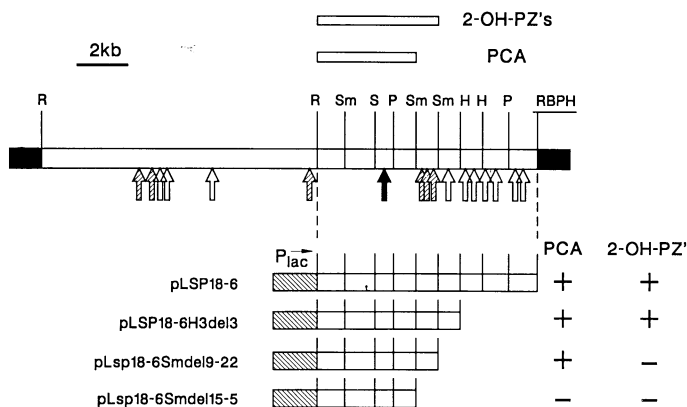 2-OH-PZ's
2kb
PCA
R R Sm S P Sm Sm H H P RBPH
PCA 2-OH-PZ'
Plac
pLSP18-6 + +
pLSP18-6H3del3 + +
pLsp18-6Smdel9-22 + −
pLsp18-6Smdel15-5 − −